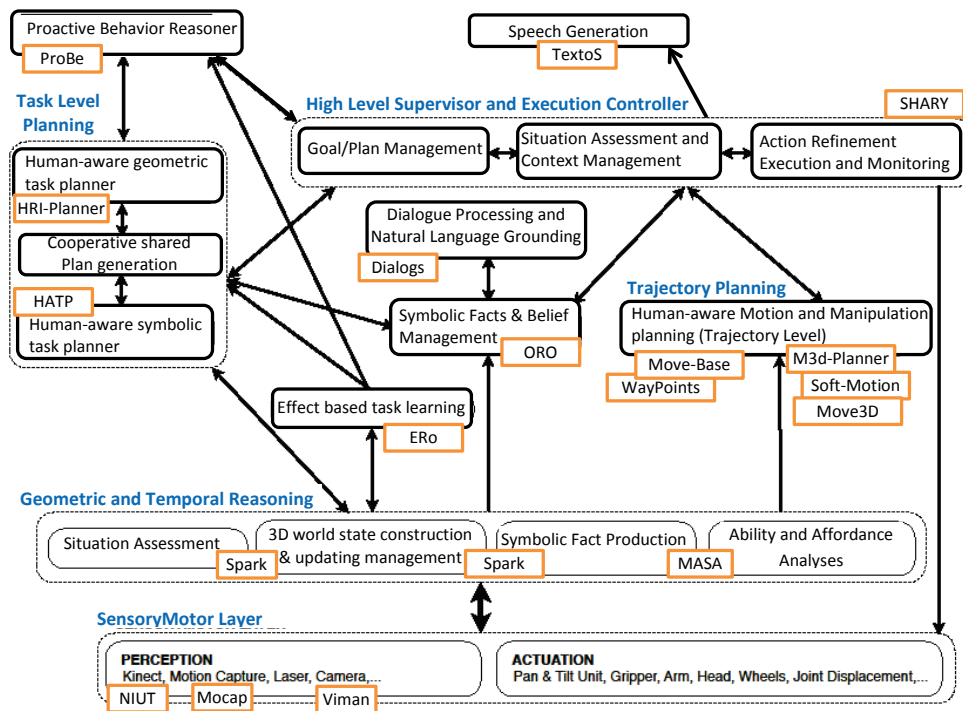 Proactive Behavior Reasoner
ProBe
Speech Generation
TextoS
Task Level
Planning
High Level Supervisor and Execution Controller
SHARY
Goal/Plan Management
Situation Assessment and
Context Management
Action Refinement
Execution and Monitoring
Human-aware geometric
task planner
HRI-Planner
Cooperative shared
Plan generation
HATP
Human-aware symbolic
task planner
Dialogue Processing and
Natural Language Grounding
Dialogs
Symbolic Facts & Belief
Management
ORO
Trajectory Planning
Human-aware Motion and Manipulation
planning (Trajectory Level)
Move-Base
WayPoints
M3d-Planner
Soft-Motion
Move3D
Effect based task learning
ERo
Geometric and Temporal Reasoning
Situation Assessment
Spark
3D world state construction
& updating management
Spark
Symbolic Fact Production
MASA
Ability and Affordance
Analyses
SensoryMotor Layer
PERCEPTION
Kinect, Motion Capture, Laser, Camera,...
NIUT
Mocap
Viman
ACTUATION
Pan & Tilt Unit, Gripper, Arm, Head, Wheels, Joint Displacement,...